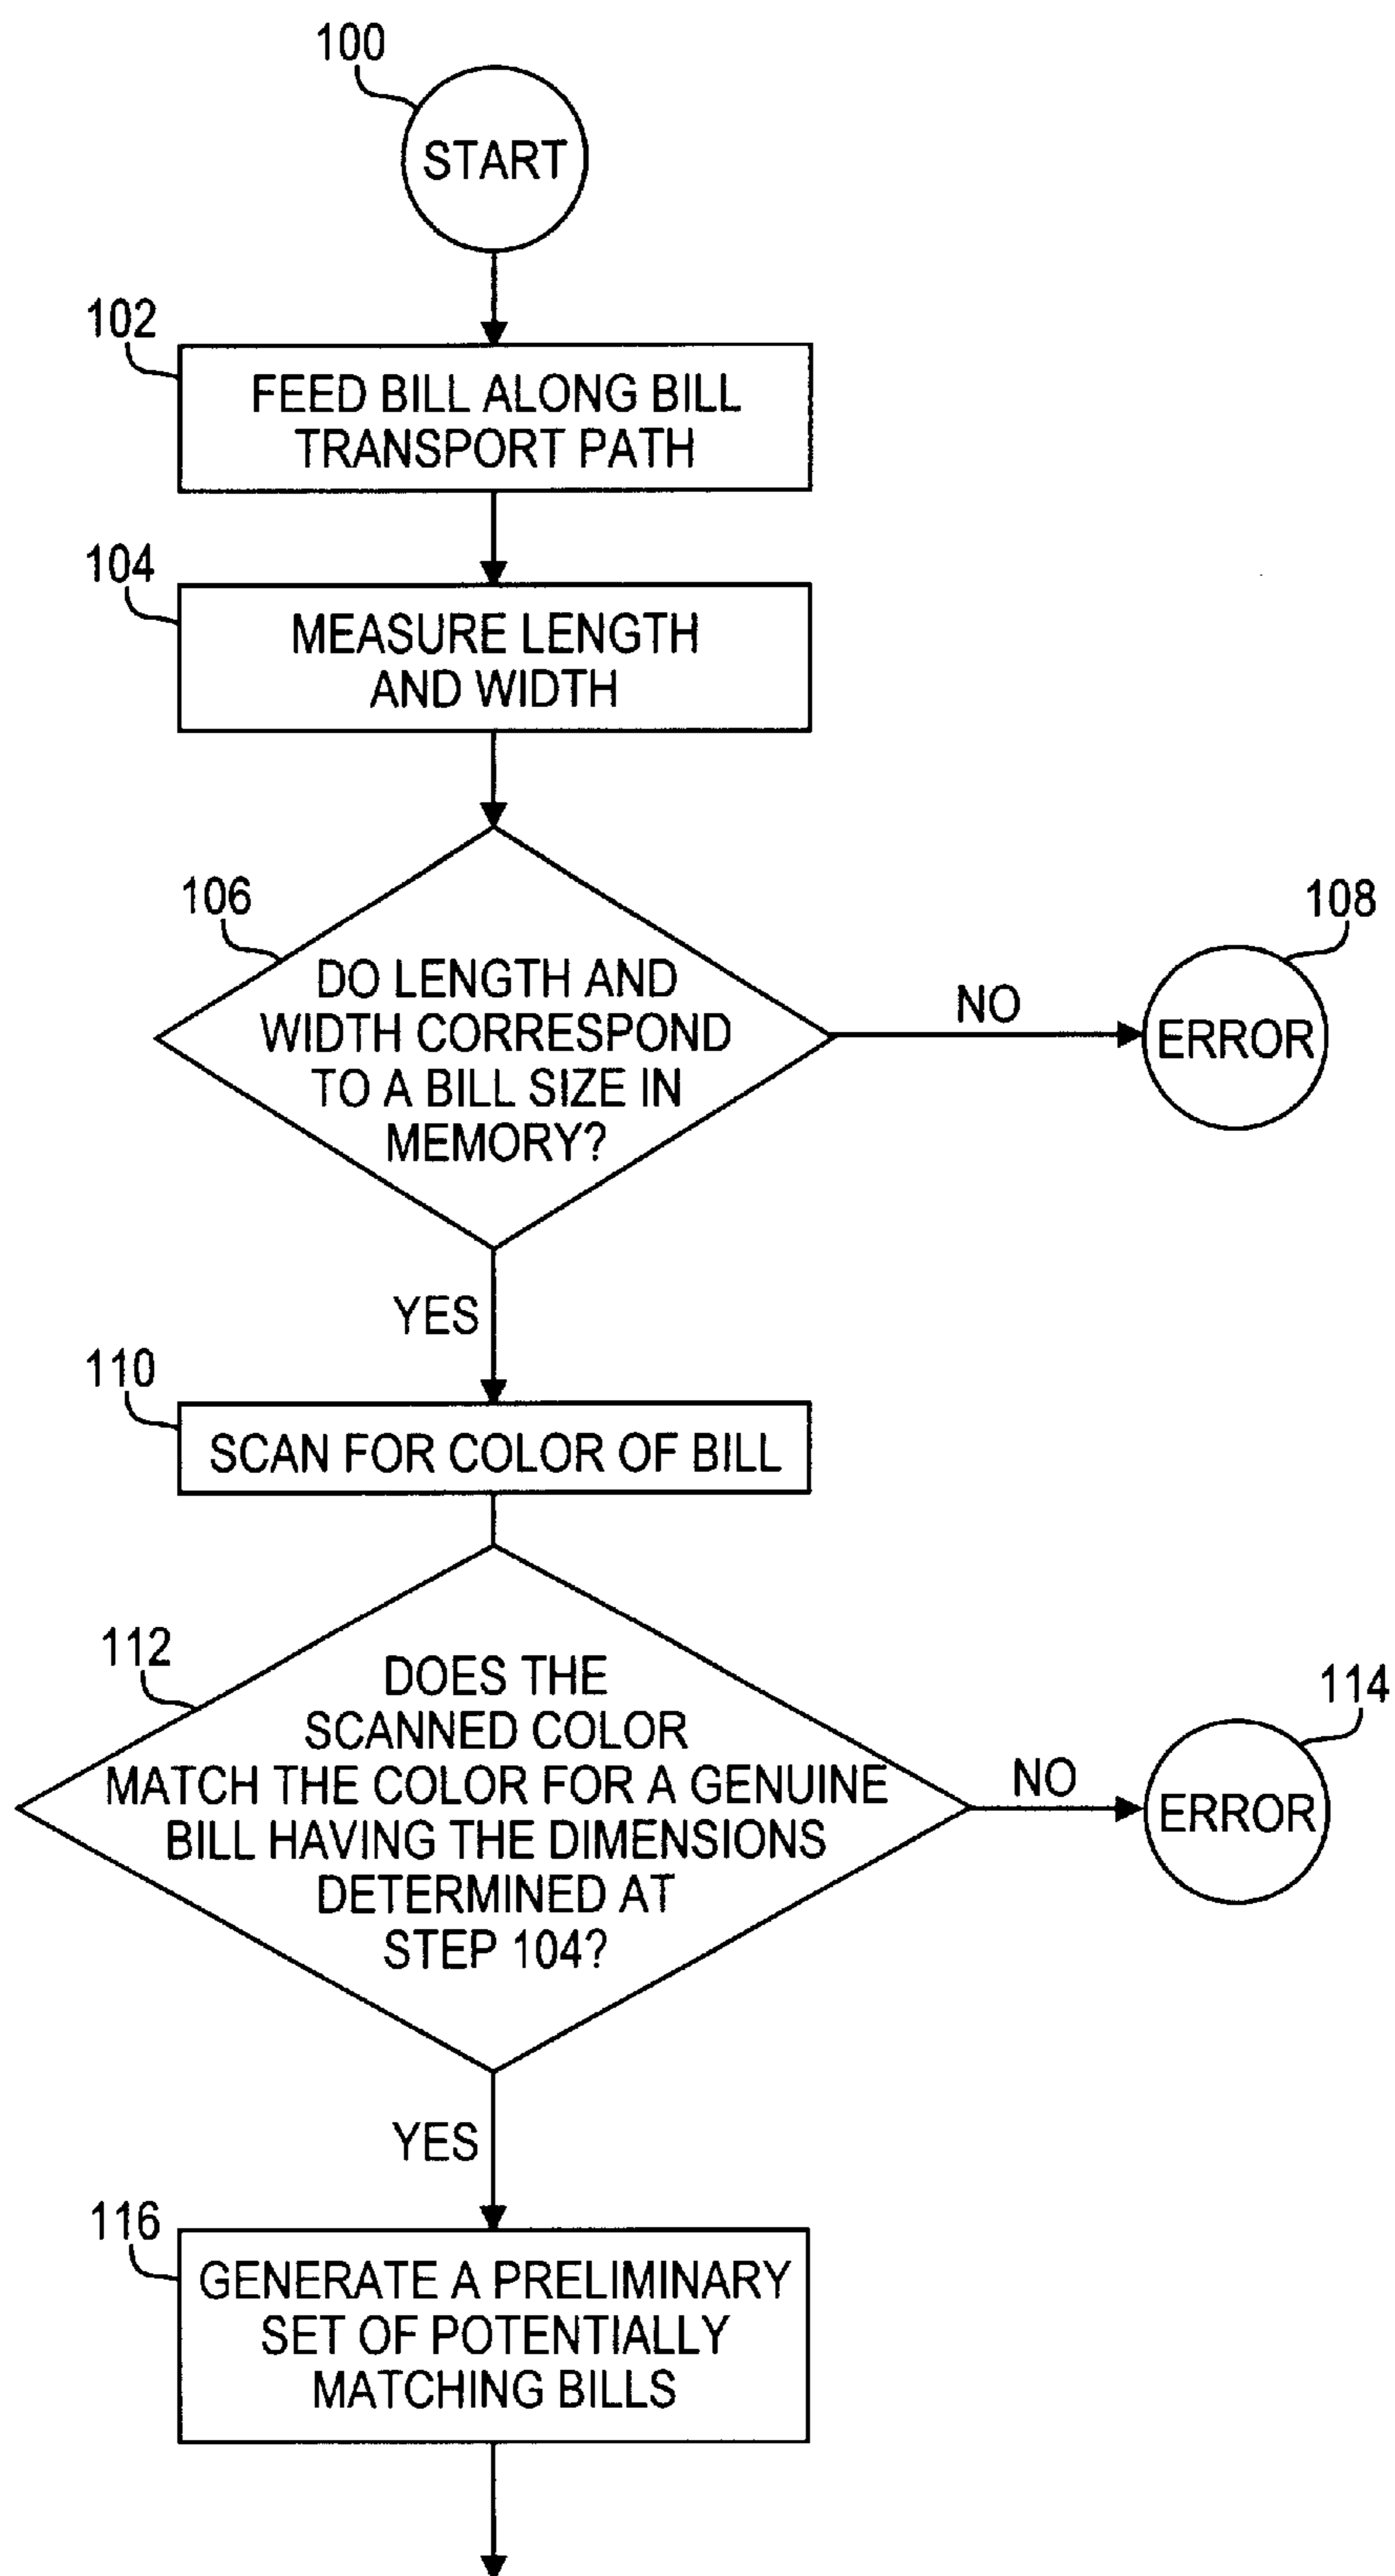 100
START
102
FEED BILL ALONG BILL
TRANSPORT PATH
104
MEASURE LENGTH
AND WIDTH
106
DO LENGTH AND
WIDTH CORRESPOND
TO A BILL SIZE IN
MEMORY?
NO
108
ERROR
YES
110
SCAN FOR COLOR OF BILL
112
DOES THE
SCANNED COLOR
MATCH THE COLOR FOR A GENUINE
BILL HAVING THE DIMENSIONS
DETERMINED AT
STEP 104?
NO
114
ERROR
YES
116
GENERATE A PRELIMINARY
SET OF POTENTIALLY
MATCHING BILLS